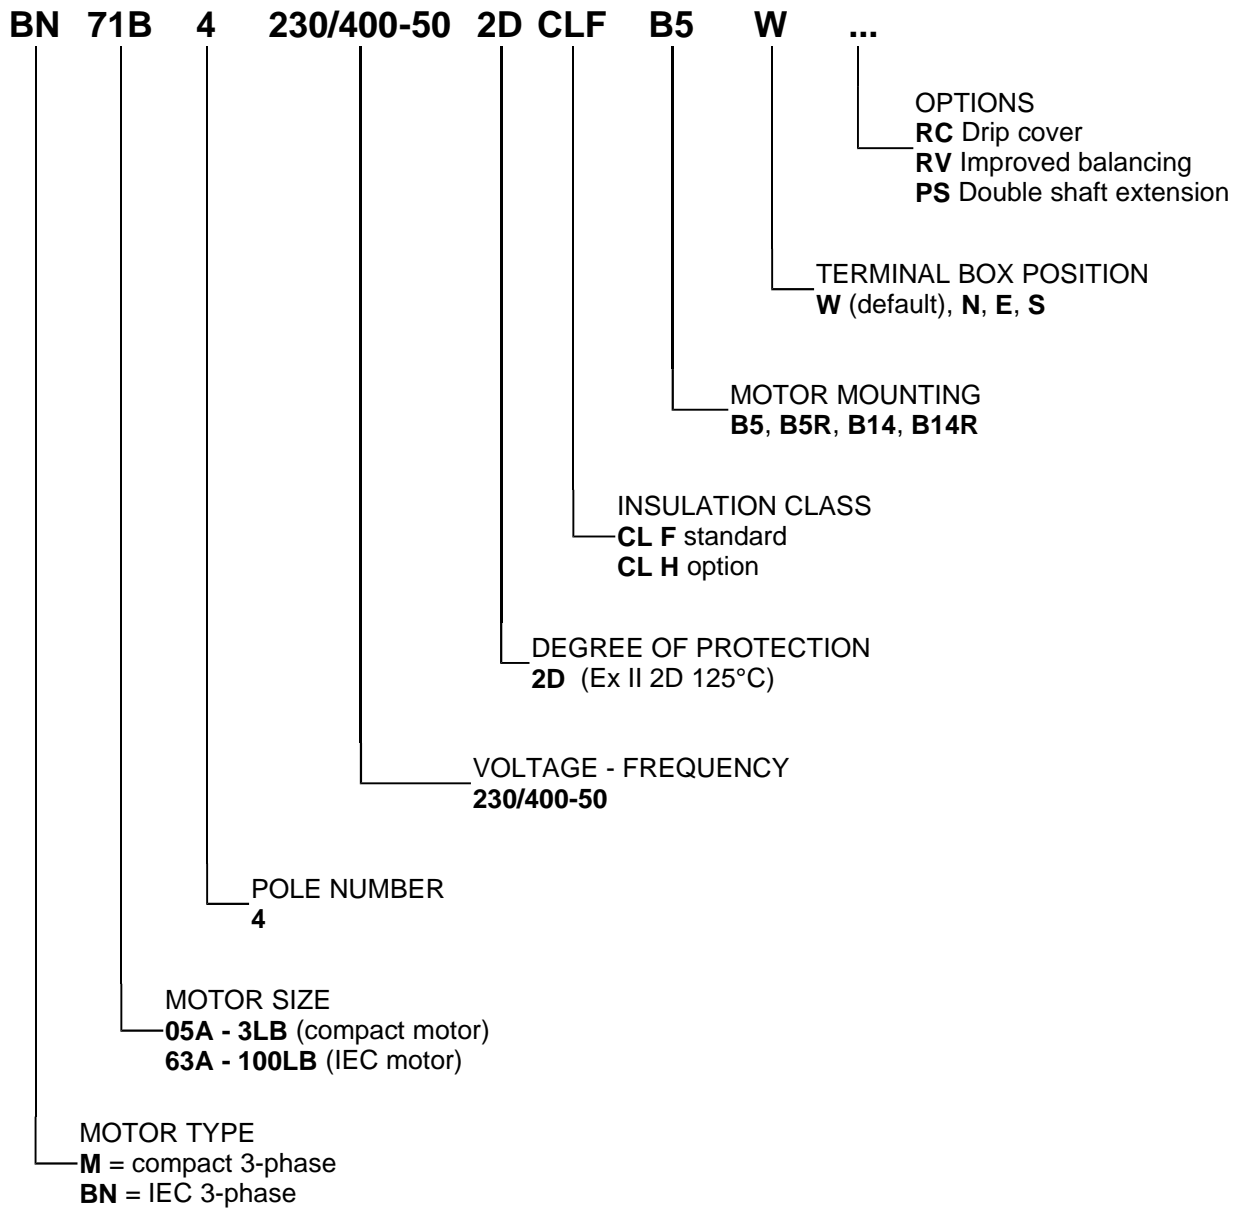 BN 71B 4 230/400-50 2D CLF B5 W ...
OPTIONS
RC Drip cover
RV Improved balancing
PS Double shaft extension
TERMINAL BOX POSITION
W (default), N, E, S
MOTOR MOUNTING
B5, B5R, B14, B14R
INSULATION CLASS
CL F standard
CL H option
DEGREE OF PROTECTION
2D (Ex II 2D 125°C)
VOLTAGE - FREQUENCY
230/400-50
POLE NUMBER
4
MOTOR SIZE
05A - 3LB (compact motor)
63A - 100LB (IEC motor)
MOTOR TYPE
M = compact 3-phase
BN = IEC 3-phase